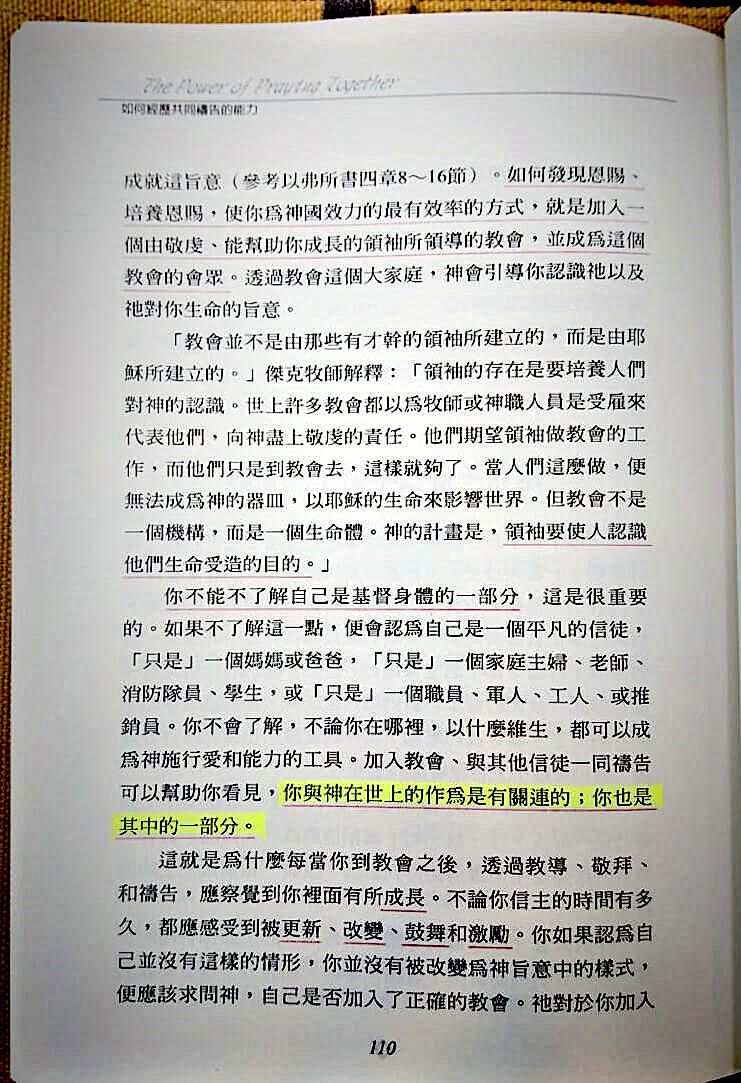 The Power of Praying Together
如何經歷共同禱告的能力
成就這旨意（參考以弗所書四章8～16節）。如何發現恩賜、
培養恩賜，使你爲神國效力的最有效率的方式，就是加入一
個由敬虔、能幫助你成長的領袖所領導的教會，並成爲這個
教會的會眾。透過教會這個大家庭，神會引導你認識祂以及
祂對你生命的旨意。
「教會並不是由那些有才幹的領袖所建立的，而是由耶
穌所建立的。」傑克牧師解釋：「領袖的存在是要培養人們
對神的認識。世上許多教會都以爲牧師或神職人員是受雇來
代表他們，向神盡上敬虔的責任。他們期望領袖做教會的工
作，而他們只是到教會去，這樣就夠了。當人們這麼做，便
無法成爲神的器皿，以耶穌的生命來影響世界。但教會不是
一個機構，而是一個生命體。神的計畫是，領袖要使人認識
他們生命受造的目的。」
你不能不了解自己是基督身體的一部分，這是很重要
的。如果不了解這一點，便會認爲自己是一個平凡的信徒，
「只是」一個媽媽或爸爸，「只是」一個家庭主婦、老師、
消防隊員、學生，或「只是」一個職員、軍人、工人、或推
銷員。你不會了解，不論你在哪裡，以什麼維生，都可以成
爲神施行愛和能力的工具。加入教會、與其他信徒一同禱告
可以幫助你看見，你與神在世上的作爲是有關連的；你也是
其中的一部分。
這就是爲什麼每當你到教會之後，透過教導、敬拜、
和禱告，應察覺到你裡面有所成長。不論你信主的時間有多
久，都應感受到被更新、改變、鼓舞和激勵。你如果認爲自
己並沒有這樣的情形，你並沒有被改變爲神旨意中的樣式，
便應該求問神，自己是否加入了正確的教會。祂對於你加入
110